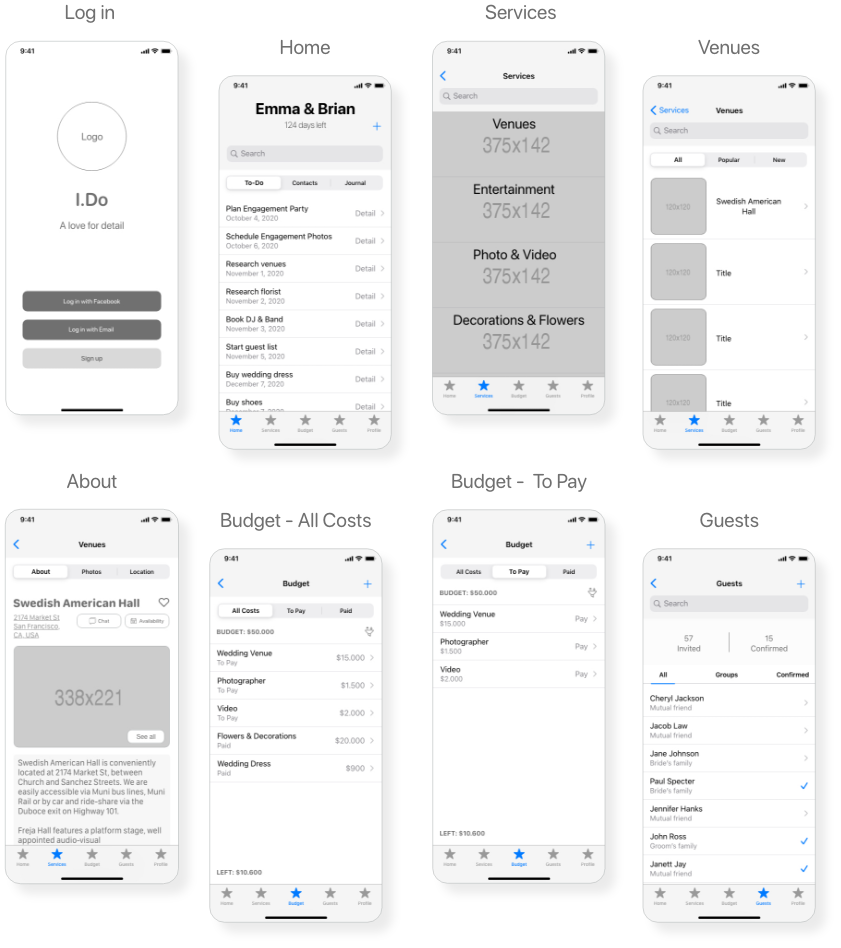 Log in
9:41
Logo
I.Do
A love for detail
Log in with Facebook
Log in with Email
Sign up
Home
9:41
Emma & Brian
124 days left
Search
To-Do Contacts Journal
Plan Engagement Party
October 4, 2020
Detail
Schedule Engagement Photos
October 6, 2020
Detail
Research venues
November 1, 2020
Detail
Research florist
November 2, 2020
Detail
Book DJ & Band
November 3, 2020
Detail
Start guest list
November 5, 2020
Detail
Buy wedding dress
December 7, 2020
Detail
Buy shoes
December 7, 2020
Detail
Home Services Budget Guests Profile
Services
9:41
Services
Search
Venues
375x142
Entertainment
375x142
Photo & Video
375x142
Decorations & Flowers
375x142
Home Services Budget Guests Profile
Venues
9:41
Services Venues
Search
All Popular New
120x120
Swedish American
Hall
120x120
Title
120x120
Title
120x120
Title
Home Services Budget Guests Profile
About
9:41
Venues
About Photos Location
Swedish American Hall
2174 Market St
San Francisco,
CA, USA
Chat Availability
338x221
See all
Swedish American Hall is conveniently
located at 2174 Market St, between
Church and Sanchez Streets. We are
easily accessible via Muni bus lines, Muni
Rail or by car and ride-share via the
Duboce exit on Highway 101.
Freja Hall features a platform stage, well
appointed audio-visual
Home Services Budget Guests Profile
Budget - All Costs
9:41
Budget
All Costs To Pay Paid
BUDGET: $50.000
Wedding Venue
To Pay
$15.000
Photographer
To Pay
$1.500
Video
To Pay
$2.000
Flowers & Decorations
Paid
$20.000
Wedding Dress
Paid
$900
LEFT: $10.600
Home Services Budget Guests Profile
Budget - To Pay
9:41
Budget
All Costs To Pay Paid
BUDGET: $50.000
Wedding Venue
$15.000
Pay
Photographer
$1.500
Pay
Video
$2.000
Pay
LEFT: $10.600
Home Services Budget Guests Profile
Guests
9:41
Guests
Search
57
Invited
15
Confirmed
All Groups Confirmed
Cheryl Jackson
Mutual friend
Jacob Law
Mutual friend
Jane Johnson
Bride's family
Paul Specter
Bride's family
Jennifer Hanks
Mutual friend
John Ross
Groom's family
Janett Jay
Mutual friend
Home Services Budget Guests Profile